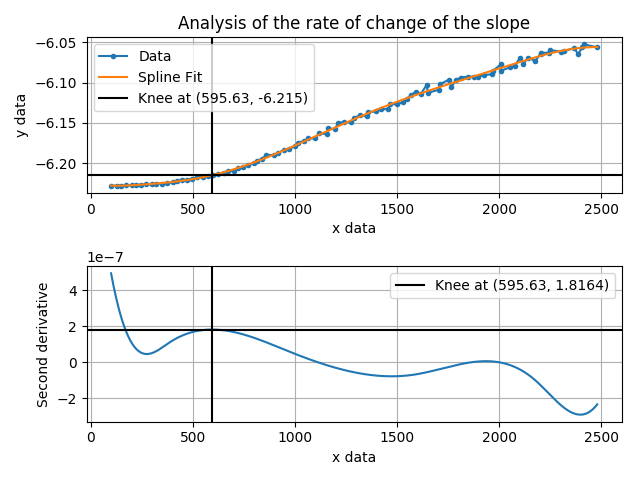 Analysis of the rate of change of the slope
−6.05
−6.10
−6.15
−6.20
y data
Data
Spline Fit
Knee at (595.63, -6.215)
0 500 1000 1500 2000 2500
x data
1e−7
4
2
0
−2
Second derivative
Knee at (595.63, 1.8164)
0 500 1000 1500 2000 2500
x data